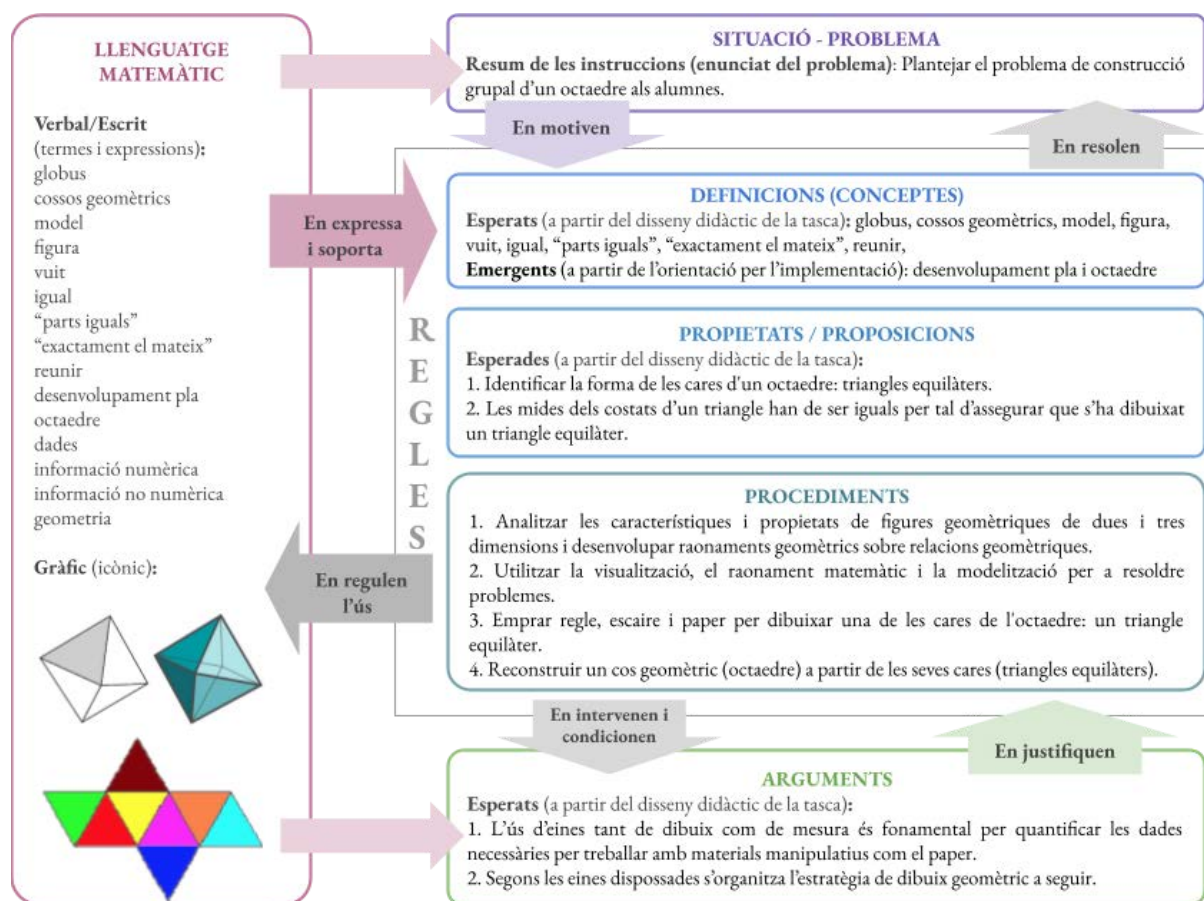 LLENGUATGE
MATEMÀTIC
Verbal/Escrit
(termes i expressions):
globus
cossos geomètrics
model
figura
vuit
igual
“parts iguals”
“exactament el mateix”
reunir
desenvolupament pla
octaedre
dades
informació numèrica
informació no numèrica
geometria
Gràfic (icònic):
SITUACIÓ - PROBLEMA
Resum de les instruccions (enunciat del problema): Plantejar el problema de construcció
grupal d’un octaedre als alumnes.
En motiven
En resolen
En expressa
i soporta
REGLES
En regulen
l’ús
DEFINICIONS (CONCEPTES)
Esperats (a partir del disseny didàctic de la tasca): globus, cossos geomètrics, model, figura,
vuit, igual, “parts iguals”, “exactament el mateix”, reunir,
Emergents (a partir de l’orientació per l’implementació): desenvolupament pla i octaedre
PROPIETATS / PROPOSICIONS
Esperades (a partir del disseny didàctic de la tasca):
1. Identificar la forma de les cares d'un octaedre: triangles equilàters.
2. Les mides dels costats d’un triangle han de ser iguals per tal d’assegurar que s’ha dibuixat
un triangle equilàter.
PROCEDIMENTS
1. Analitzar les característiques i propietats de figures geomètriques de dues i tres
dimensions i desenvolupar raonaments geomètrics sobre relacions geomètriques.
2. Utilitzar la visualització, el raonament matemàtic i la modelització per a resoldre
problemes.
3. Emprar regle, escaire i paper per dibuixar una de les cares de l'octaedre: un triangle
equilàter.
4. Reconstruir un cos geomètric (octaedre) a partir de les seves cares (triangles equilàters).
En intervenen i
condicionen
En justifiquen
ARGUMENTS
Esperats (a partir del disseny didàctic de la tasca):
1. L’ús d’eines tant de dibuix com de mesura és fonamental per quantificar les dades
necessàries per treballar amb materials manipulatius com el paper.
2. Segons les eines dispossades s’organitza l’estratègia de dibuix geomètric a seguir.